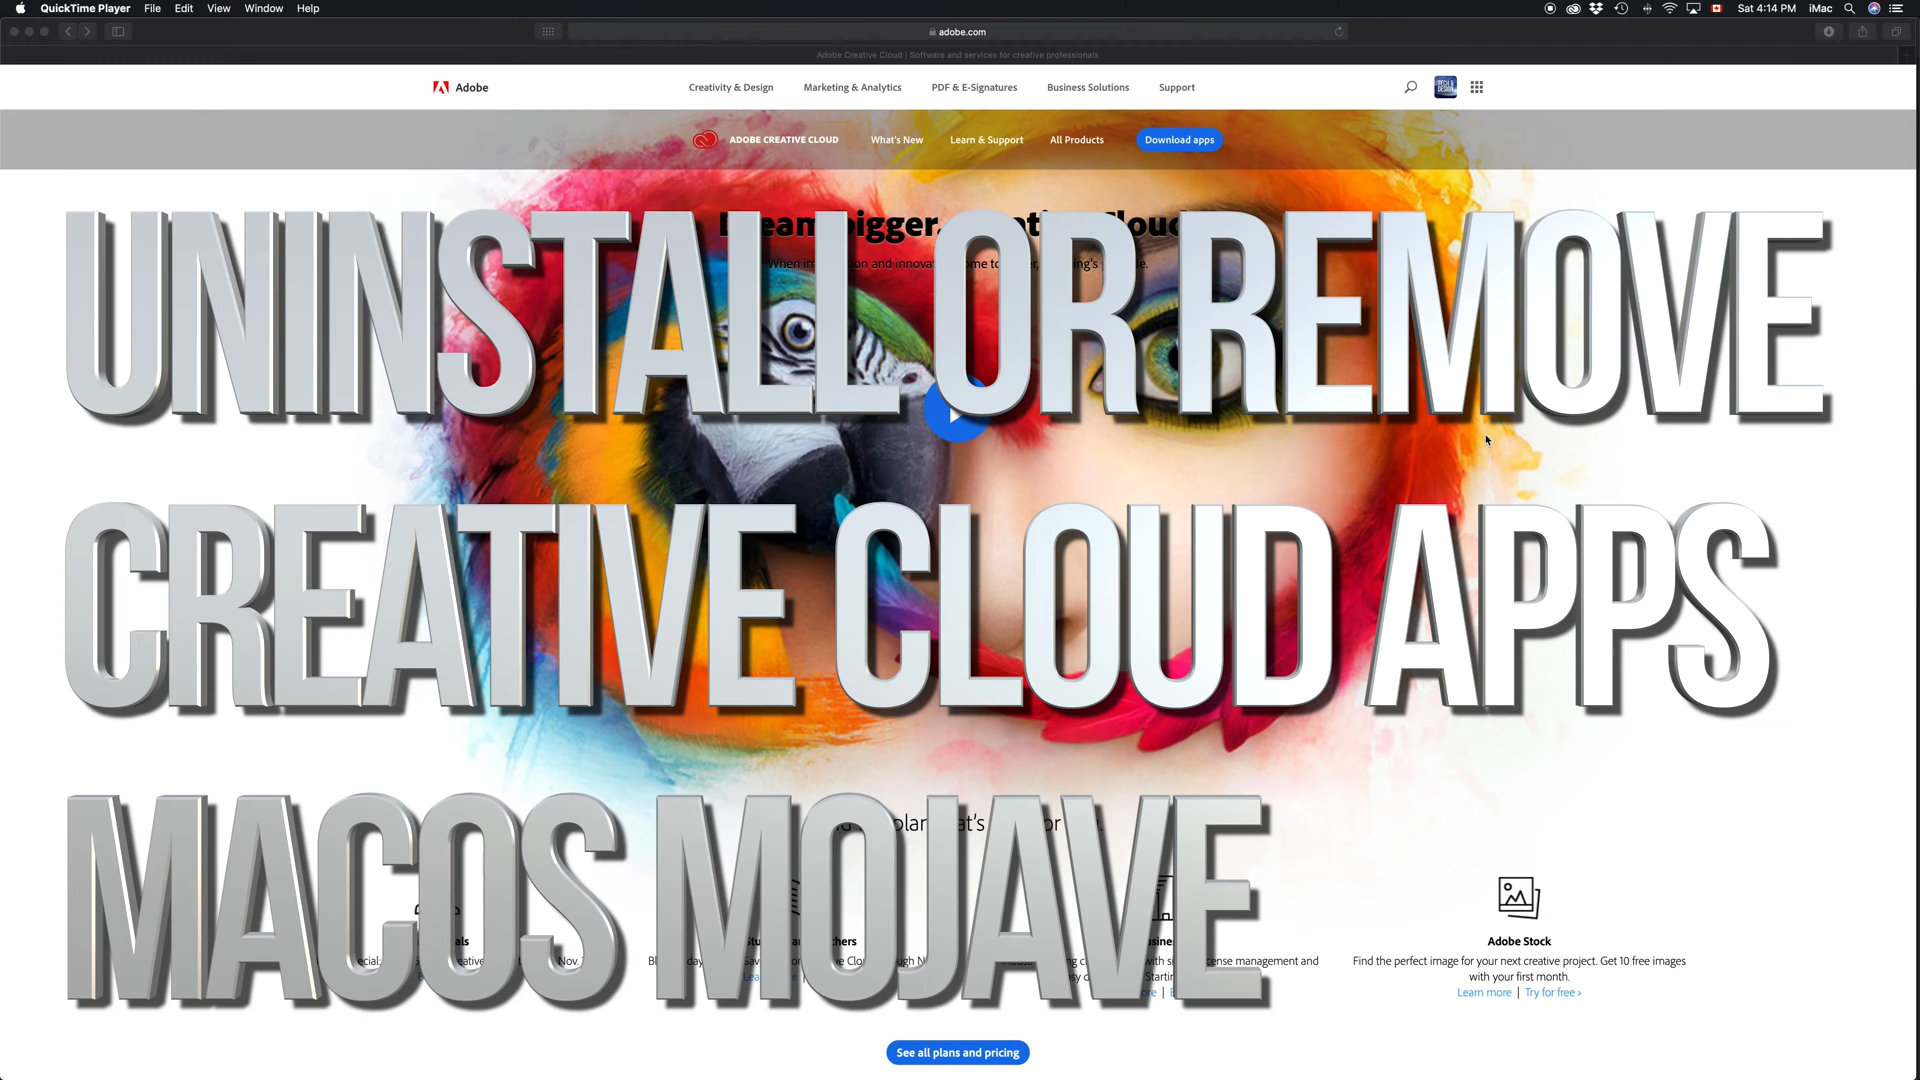 QuickTime Player File Edit View Window Help Sat 4:14 PM iMac
adobe.com
Adobe Creative Cloud | Software and services for creative professionals
Adobe Creativity & Design Marketing & Analytics PDF & E-Signatures Business Solutions Support
ADOBE CREATIVE CLOUD What's New Learn & Support All Products Download apps
UNINSTALL OR REMOVE
CREATIVE CLOUD APPS
MACOS MOJAVE
Adobe Stock
Find the perfect image for your next creative project. Get 10 free images
with your first month.
Learn more | Try for free ›
See all plans and pricing